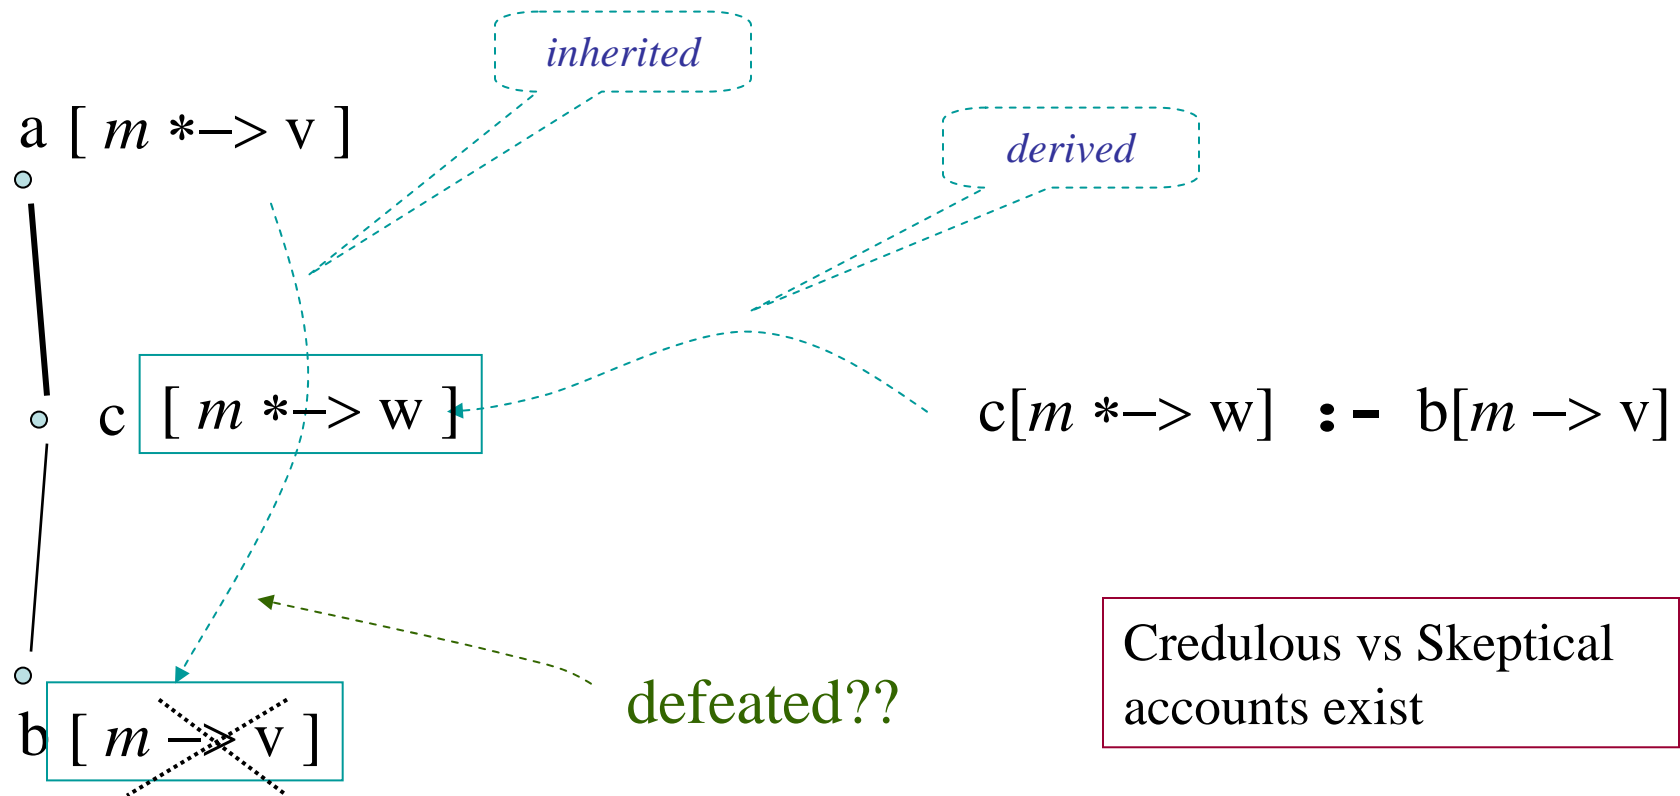 inherited
a [ m *–> v ]
derived
c [ m *–> w ]
c[m *–> w] :- b[m –> v]
Credulous vs Skeptical
accounts exist
defeated??
b [ m –> v ]